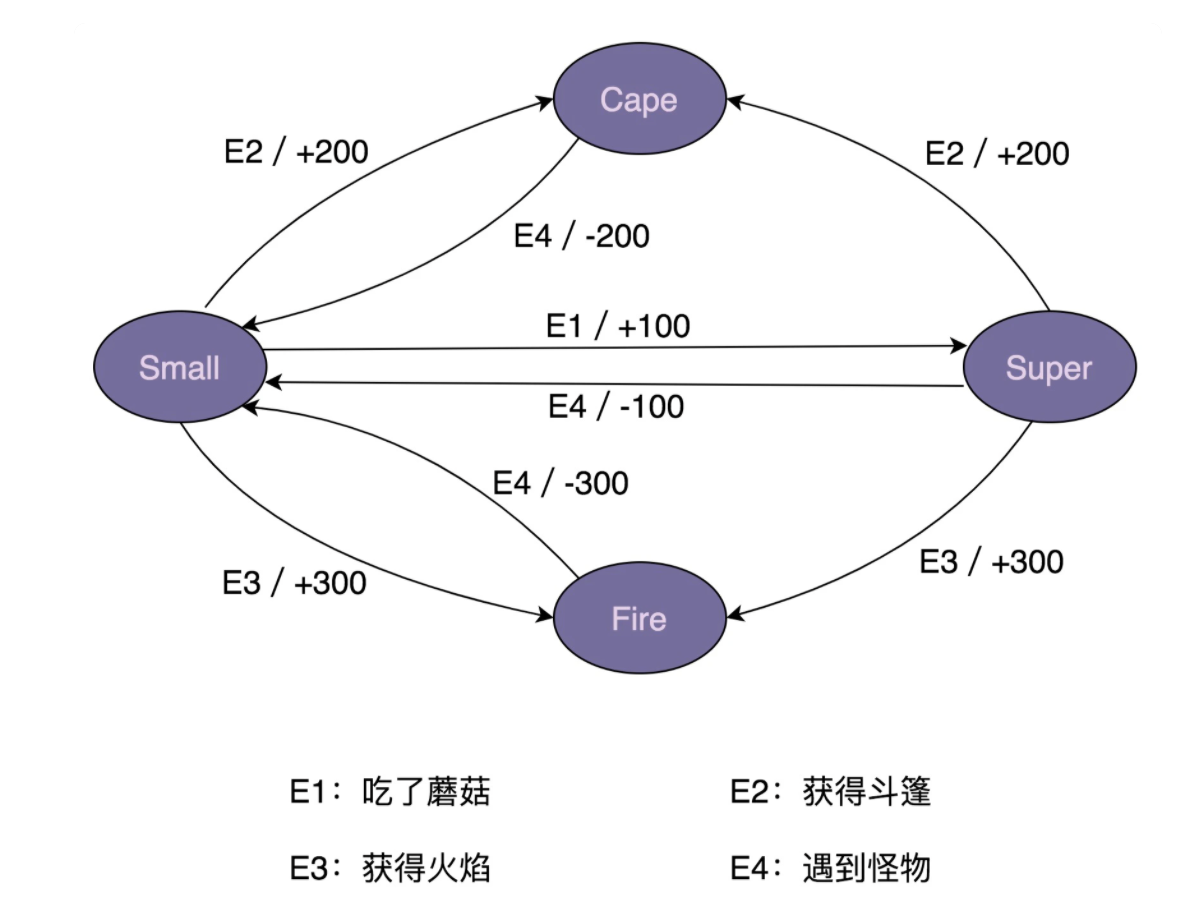 Cape
E2 / +200
E2 / +200
E4 / -200
E1 / +100
Small
Super
E4 / -100
E4 / -300
E3 / +300
E3 / +300
Fire
E1：吃了蘑菇
E2：获得斗篷
E3：获得火焰
E4：遇到怪物